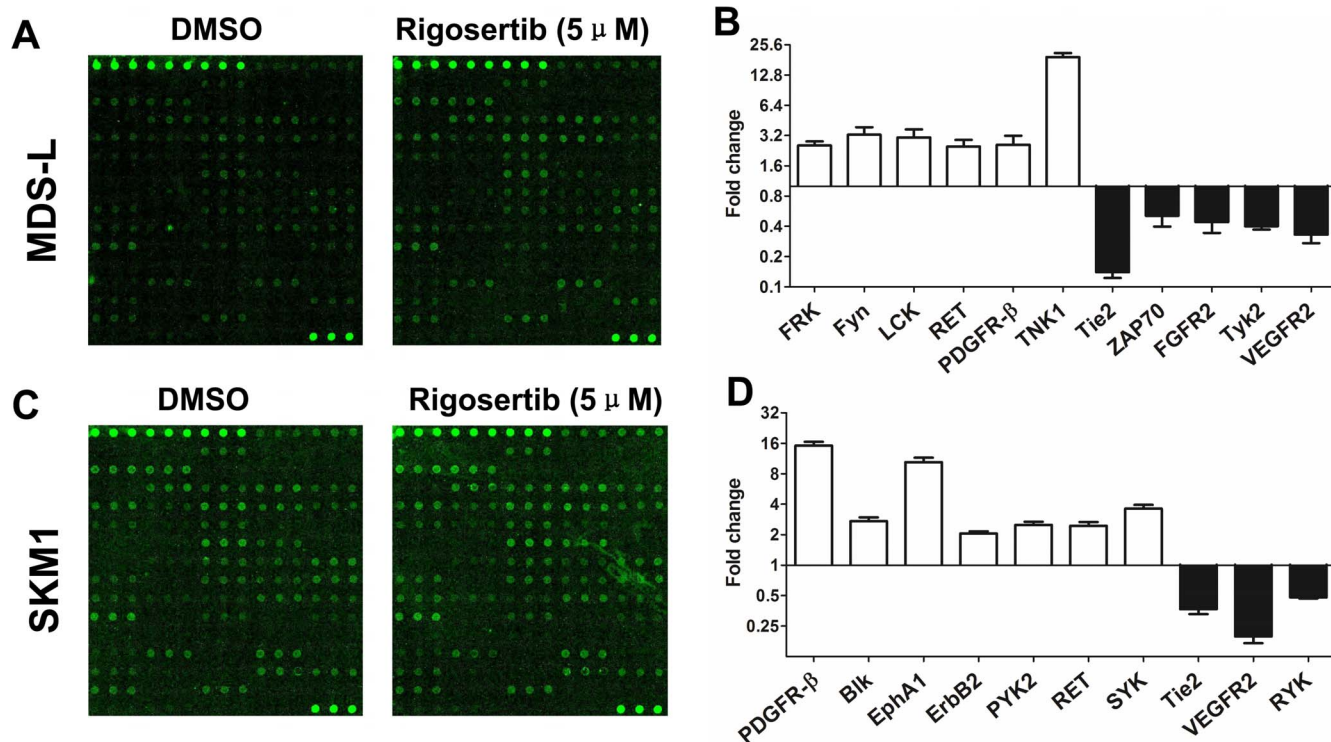 A
DMSO
Rigosertib (5 μM)
MDS-L
B
Fold change
25.6
12.8
6.4
3.2
1.6
0.8
0.4
0.2
0.1
FRK
Fyn
LCK
RET
PDGFR-β
TNK1
Tie2
ZAP70
FGFR2
Tyk2
VEGFR2
C
DMSO
Rigosertib (5 μM)
SKM1
D
Fold change
32
16
8
4
2
1
0.5
0.25
PDGFR-β
Blk
EphA1
ErbB2
PYK2
RET
SYK
Tie2
VEGFR2
RYK